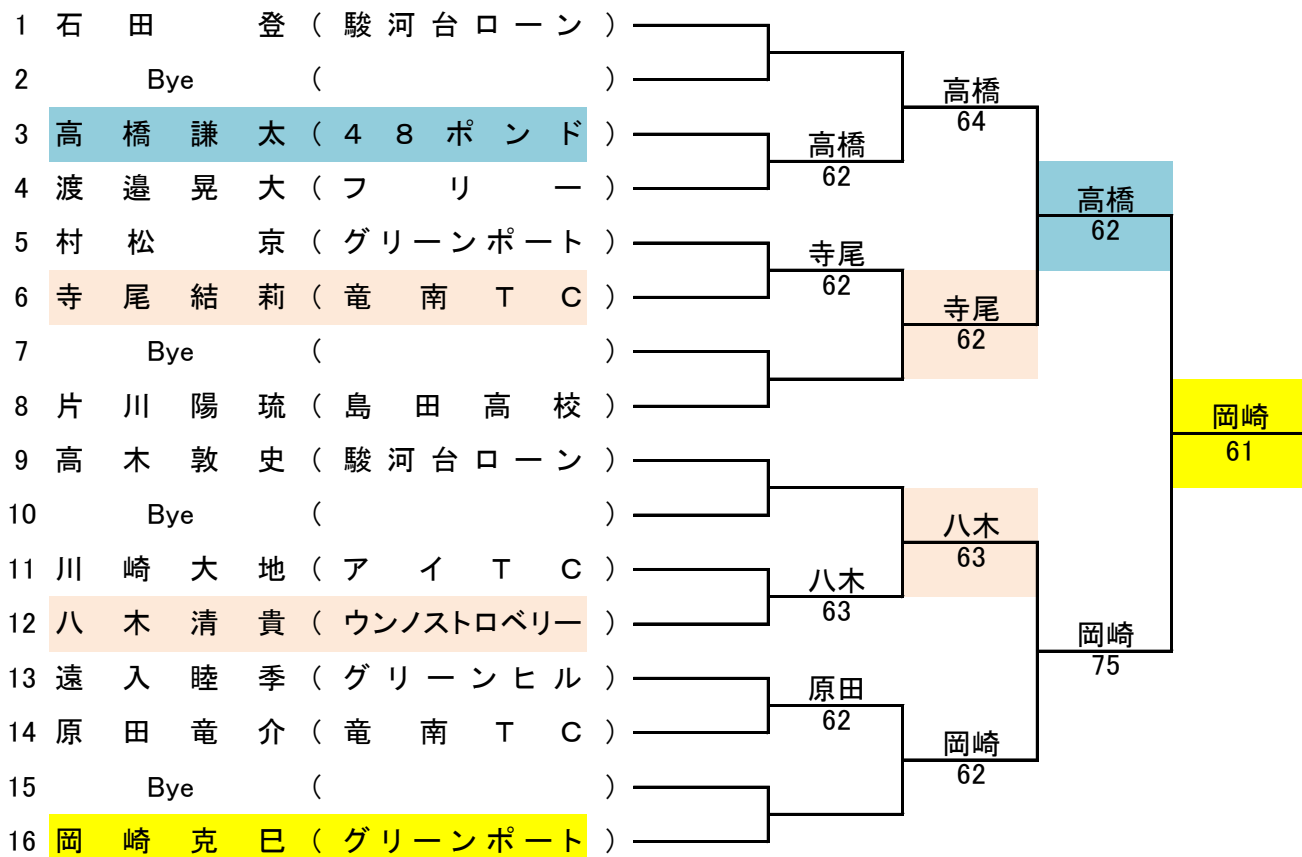 1 石田 登 (駿河台ローン)
2 Bye ( )
高橋
64
3 高橋謙太 (48ポンド)
高橋
62
4 渡邉晃大 (フリー)
高橋
62
5 村松 京 (グリーンポート)
寺尾
62
6 寺尾結莉 (竜南TC)
寺尾
62
7 Bye ( )
8 片川陽琉 (島田高校)
岡崎
61
9 高木敦史 (駿河台ローン)
10 Bye ( )
八木
63
11 川崎大地 (アイTC)
八木
63
12 八木清貴 (ウンノストロベリー)
岡崎
75
13 遠入睦季 (グリーンヒル)
原田
62
14 原田竜介 (竜南TC)
岡崎
62
15 Bye ( )
16 岡崎克巳 (グリーンポート)